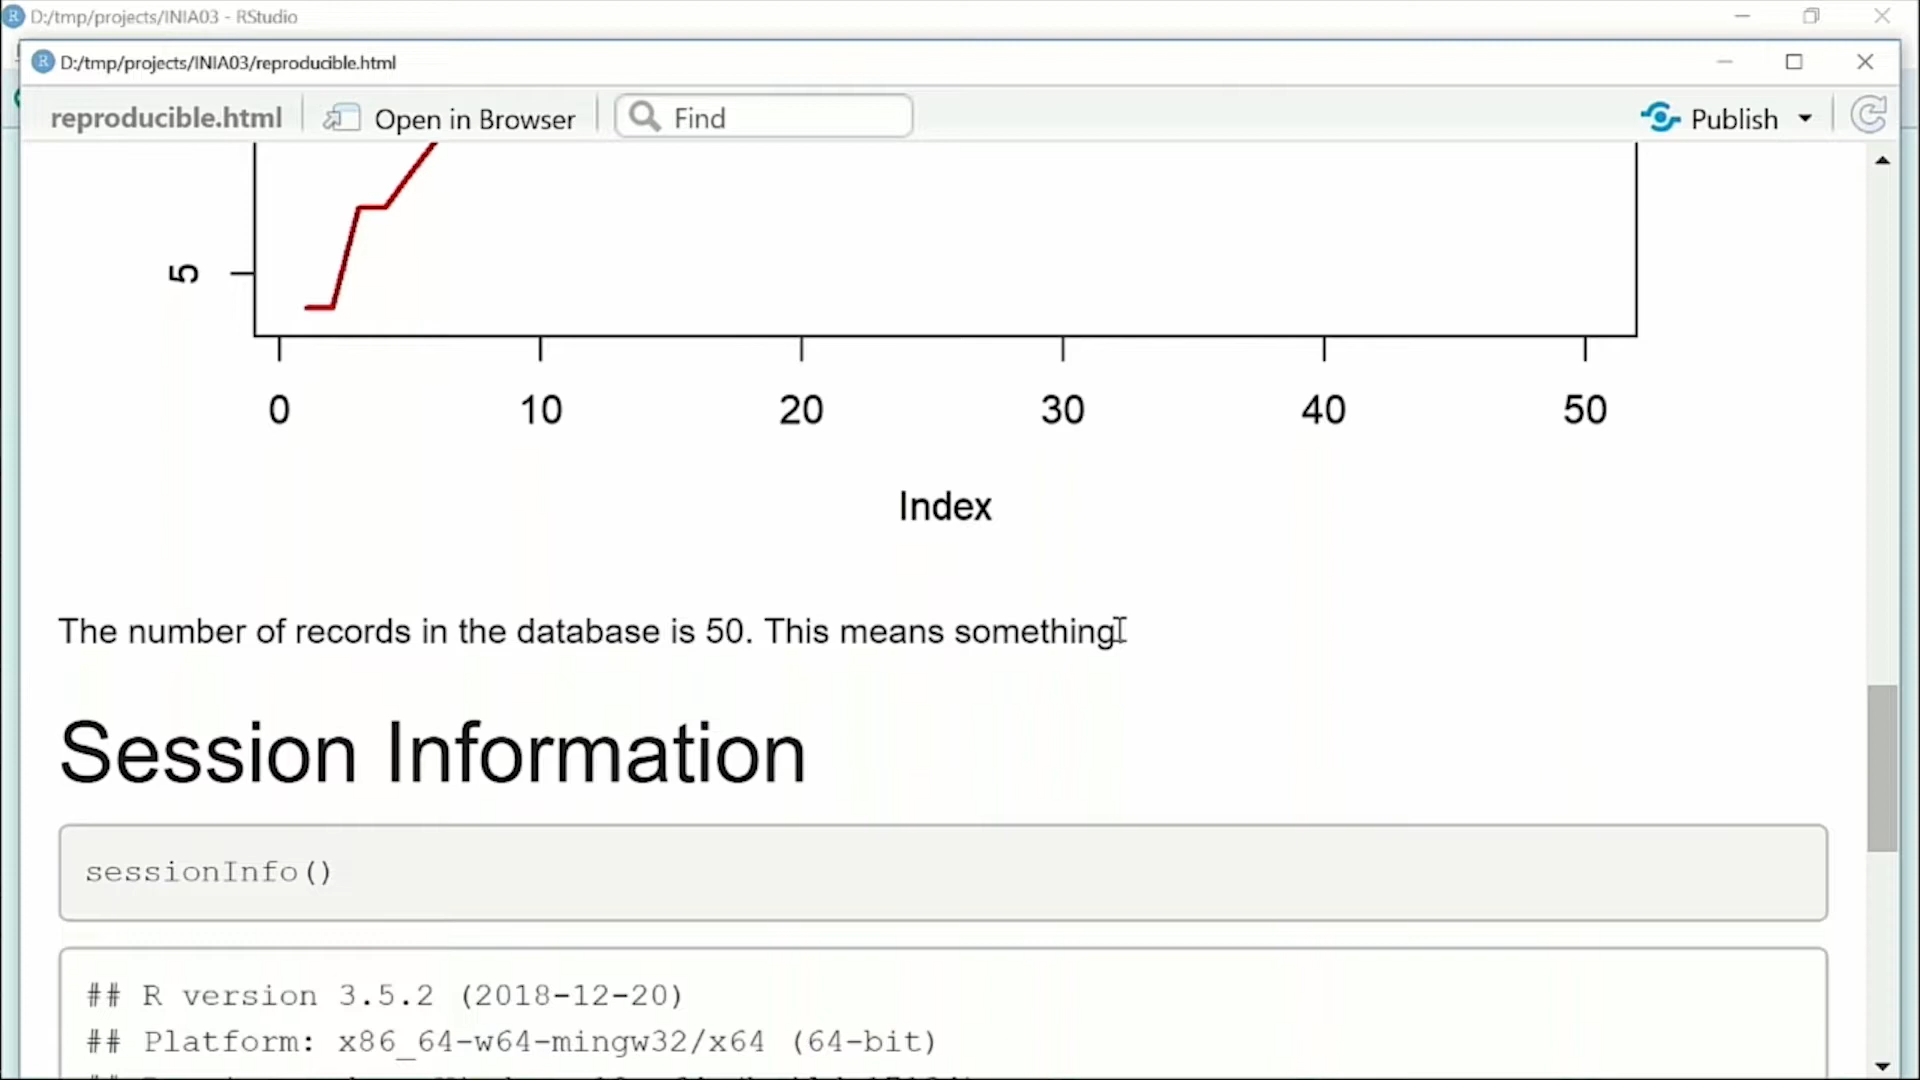 D:/tmp/projects/INIA03 - RStudio
D:/tmp/projects/INIA03/reproducible.html
reproducible.html Open in Browser Find Publish
5
0 10 20 30 40 50
Index
The number of records in the database is 50. This means something.
Session Information
sessionInfo()
## R version 3.5.2 (2018-12-20)
## Platform: x86_64-w64-mingw32/x64 (64-bit)